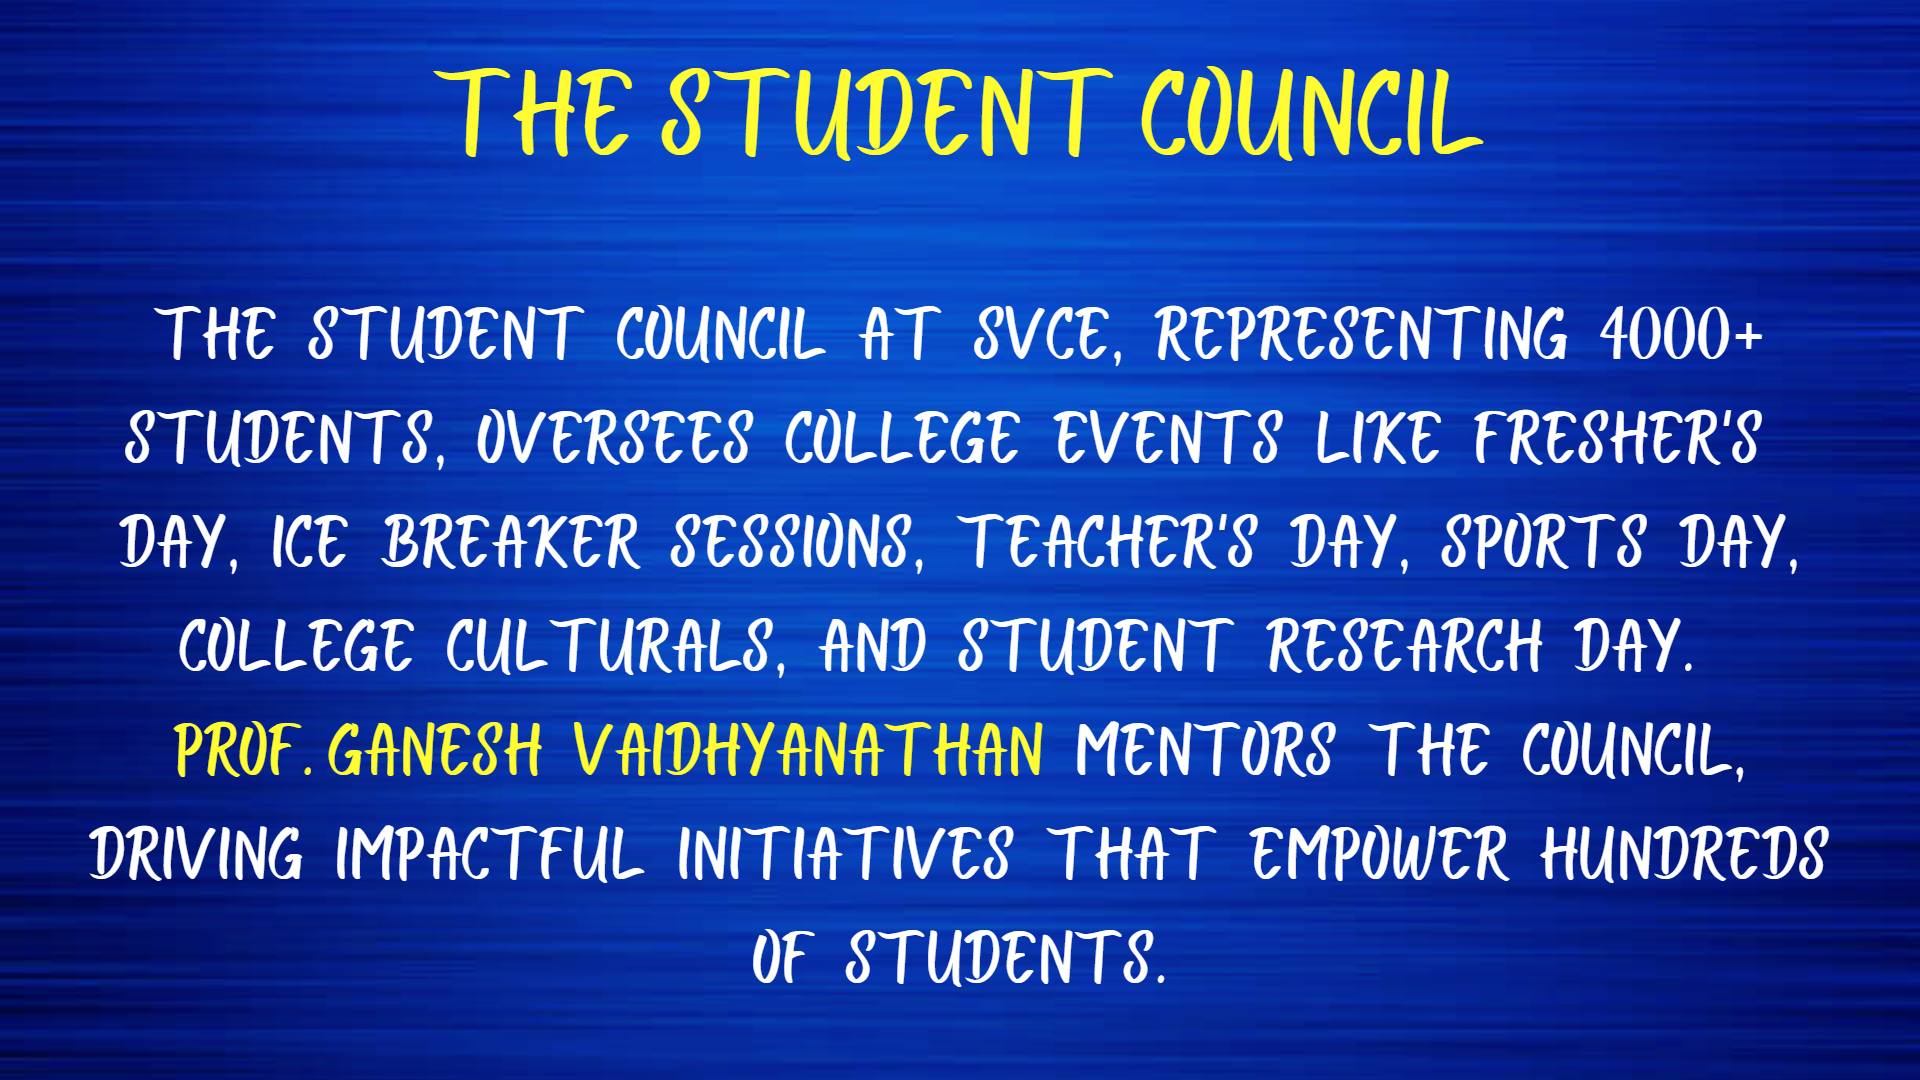 THE STUDENT COUNCIL
THE STUDENT COUNCIL AT SVCE, REPRESENTING 4000+
STUDENTS, OVERSEES COLLEGE EVENTS LIKE FRESHER'S
DAY, ICE BREAKER SESSIONS, TEACHER'S DAY, SPORTS DAY,
COLLEGE CULTURALS, AND STUDENT RESEARCH DAY.
PROF. GANESH VAIDHYANATHAN MENTORS THE COUNCIL,
DRIVING IMPACTFUL INITIATIVES THAT EMPOWER HUNDREDS
OF STUDENTS.